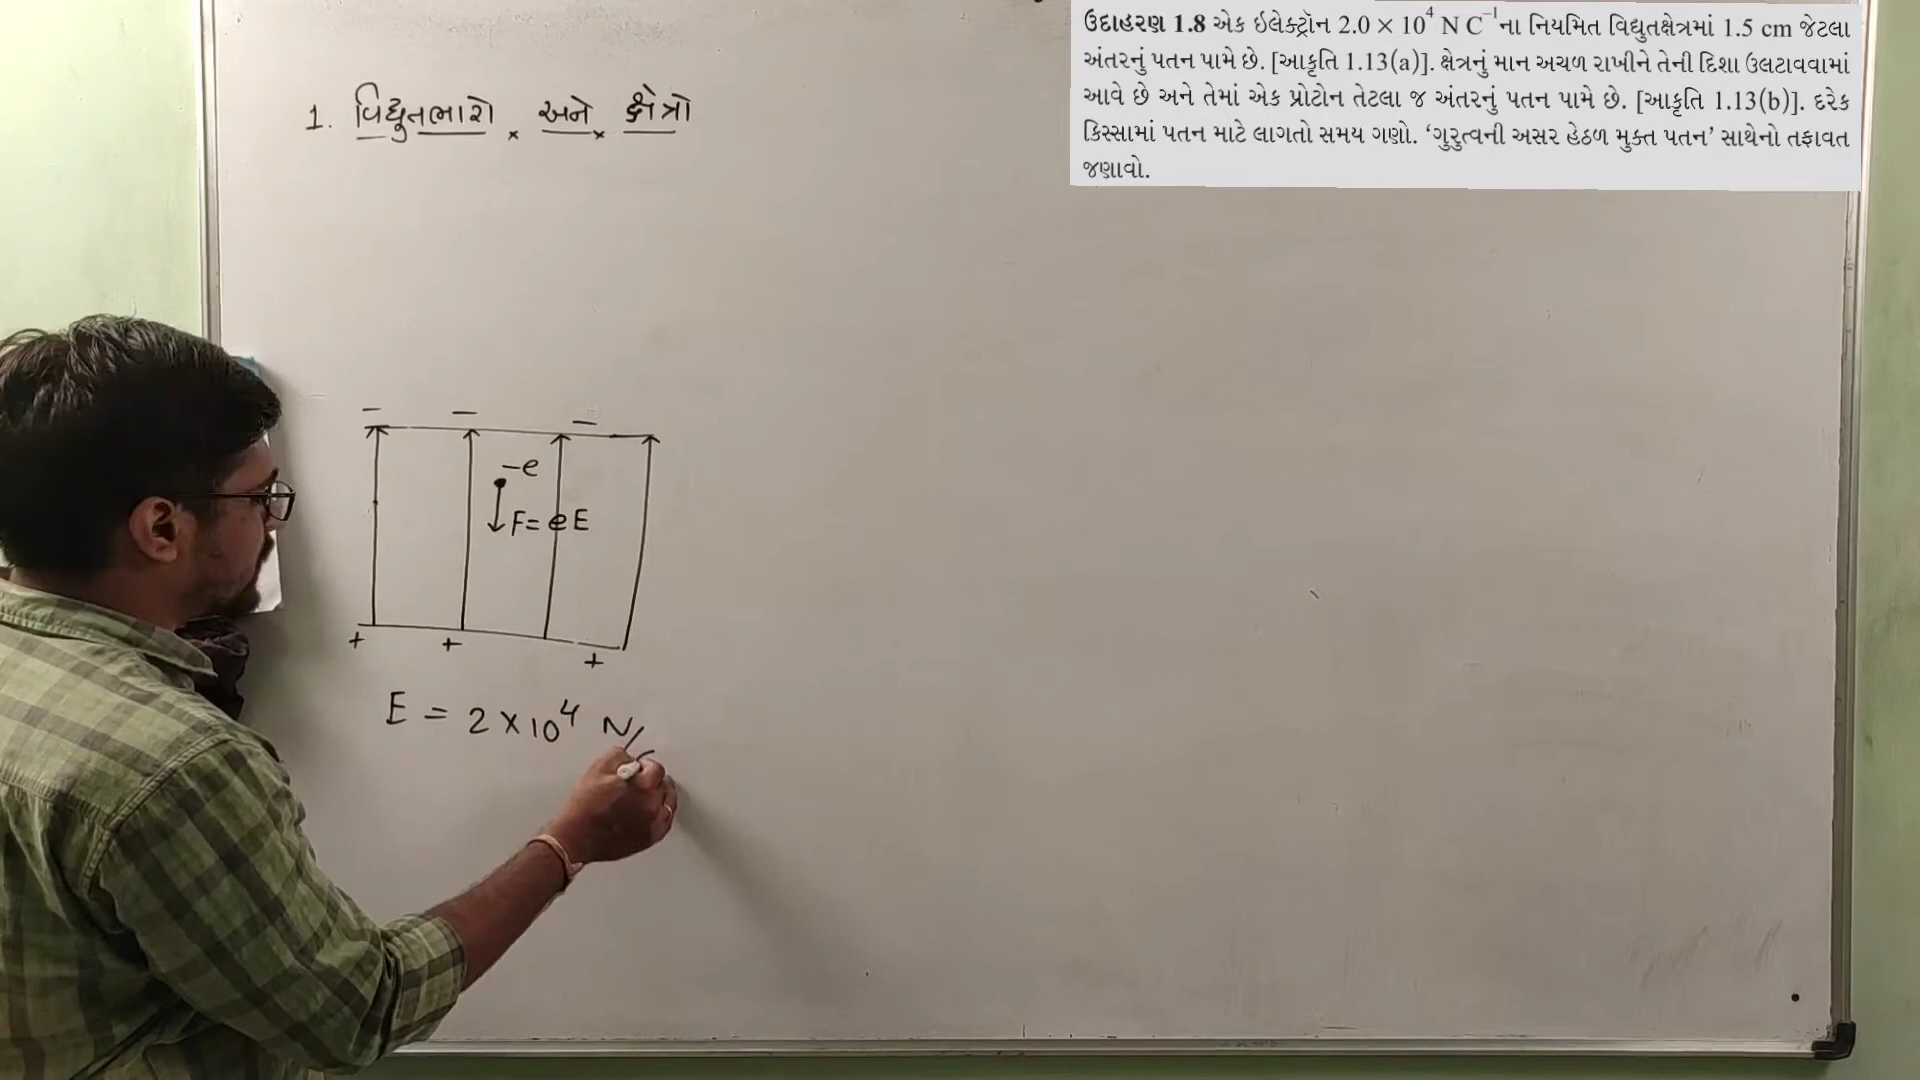 ઉદાહરણ 1.8 એક ઇલેક્ટ્રૉન 2.0 × 10⁴ N C⁻¹ના નિયમિત વિદ્યુતક્ષેત્રમાં 1.5 cm જેટલા
અંતરનું પતન પામે છે. [આકૃતિ 1.13(a)]. ક્ષેત્રનું માન અચળ રાખીને તેની દિશા ઉલટાવવામાં
આવે છે અને તેમાં એક પ્રોટોન તેટલા જ અંતરનું પતન પામે છે. [આકૃતિ 1.13(b)]. દરેક
કિસ્સામાં પતન માટે લાગતો સમય ગણો. ‘ગુરુત્વની અસર હેઠળ મુક્ત પતન’ સાથેનો તફાવત
જણાવો.
1. વિદ્યુતભારો અને ક્ષેત્રો
− − −
−e
F= eE
+ + +
E = 2 × 10⁴ N/C